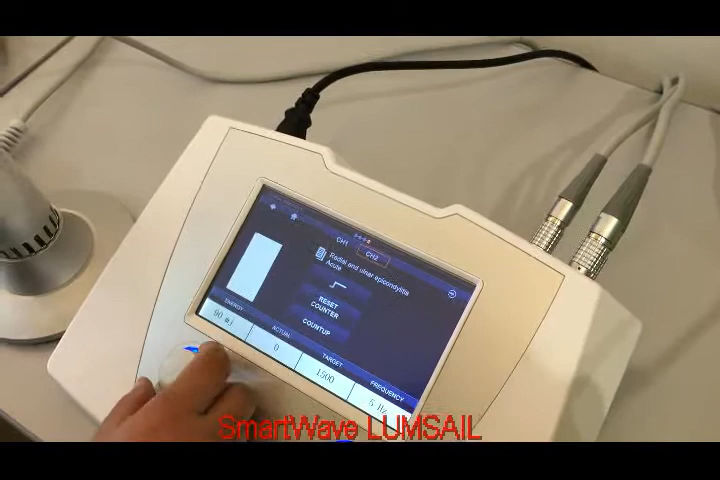 CH1 CH2
Radial and ulnar epicondylitis
Acute
RESET
COUNTER
COUNTUP
ENERGY ACTUAL TARGET FREQUENCY
90 mJ 0 1500 5 Hz
SmartWave LUMSAIL